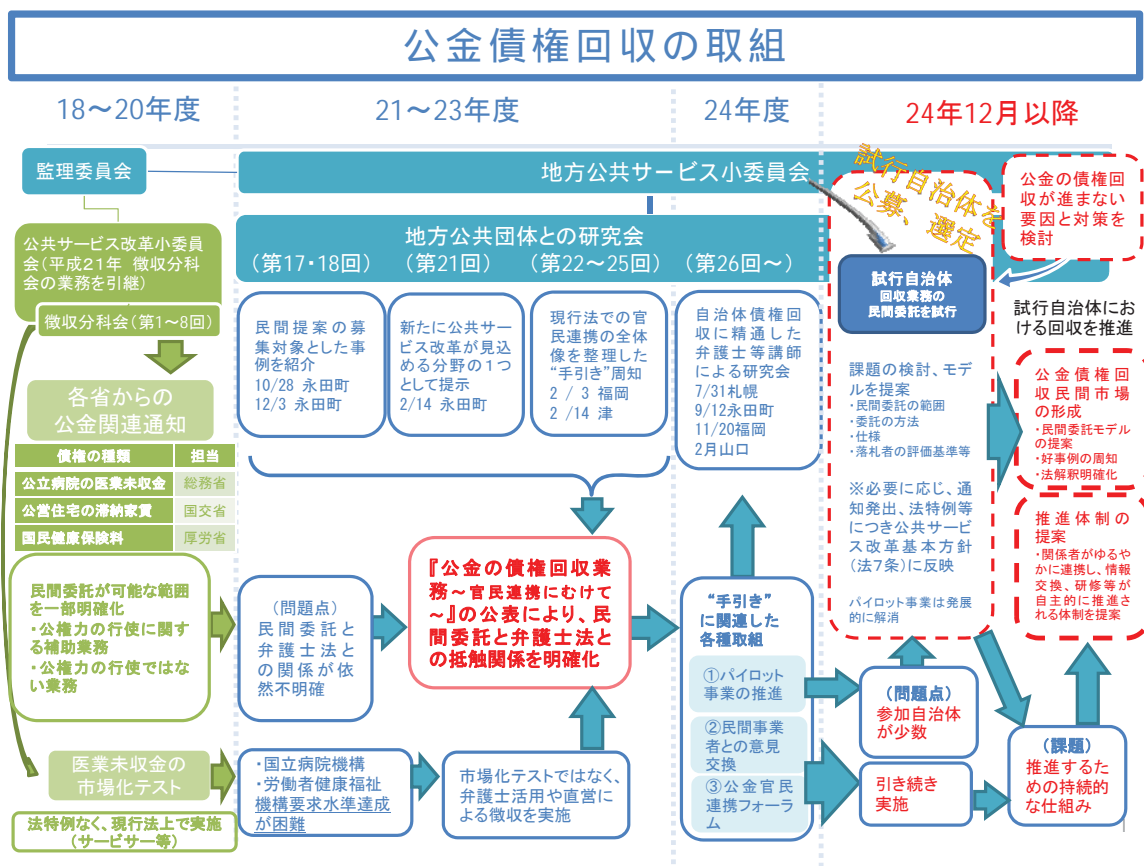 公金債権回収の取組
18～20年度
21～23年度
24年度
24年12月以降
監理委員会
地方公共サービス小委員会
試行自治体を
公募、選定
公金の債権回
収が進まない
要因と対策を
検討
公共サービス改革小委員
会(平成21年 徴収分科
会の業務を引継)
徴収分科会(第1～8回)
地方公共団体との研究会
(第17・18回)
(第21回)
(第22～25回)
(第26回～)
民間提案の募
集対象とした事
例を紹介
10/28 永田町
12/3 永田町
新たに公共サー
ビス改革が見込
める分野の1つ
として提示
2/14 永田町
現行法での官
民連携の全体
像を整理した
“手引き”周知
2 / 3 福岡
2 /14 津
自治体債権回
収に精通した
弁護士等講師
による研究会
7/31札幌
9/12永田町
11/20福岡
2月山口
試行自治体
回収業務の
民間委託を試行
課題の検討、モデ
ルを提案
・民間委託の範囲
・委託の方法
・仕様
・落札者の評価基準等
※必要に応じ、通
知発出、法特例等
につき公共サービ
ス改革基本方針
(法7条)に反映
パイロット事業は発展
的に解消
試行自治体にお
ける回収を推進
公金債権回
収民間市場
の形成
・民間委託モデル
の提案
・好事例の周知
・法解釈明確化
推進体制の
提案
・関係者がゆるや
かに連携し、情報
交換、研修等が
自主的に推進さ
れる体制を提案
各省からの
公金関連通知
債権の種類 担当
公立病院の医業未収金 総務省
公営住宅の滞納家賃 国交省
国民健康保険料 厚労省
民間委託が可能な範囲
を一部明確化
・公権力の行使に関す
る補助業務
・公権力の行使ではな
い業務
(問題点)
民間委託と
弁護士法と
の関係が依
然不明確
『公金の債権回収業
務～官民連携にむけて
～』の公表により、民
間委託と弁護士法と
の抵触関係を明確化
“手引き”
に関連した
各種取組
①パイロット
事業の推進
②民間事業
者との意見
交換
③公金官民
連携フォーラ
ム
(問題点)
参加自治体
が少数
引き続き
実施
(課題)
推進するた
めの持続的
な仕組み
医業未収金の
市場化テスト
法特例なく、現行法上で実施
(サービサー等)
・国立病院機構
・労働者健康福祉
機構要求水準達成
が困難
市場化テストではなく、
弁護士活用や直営に
よる徴収を実施